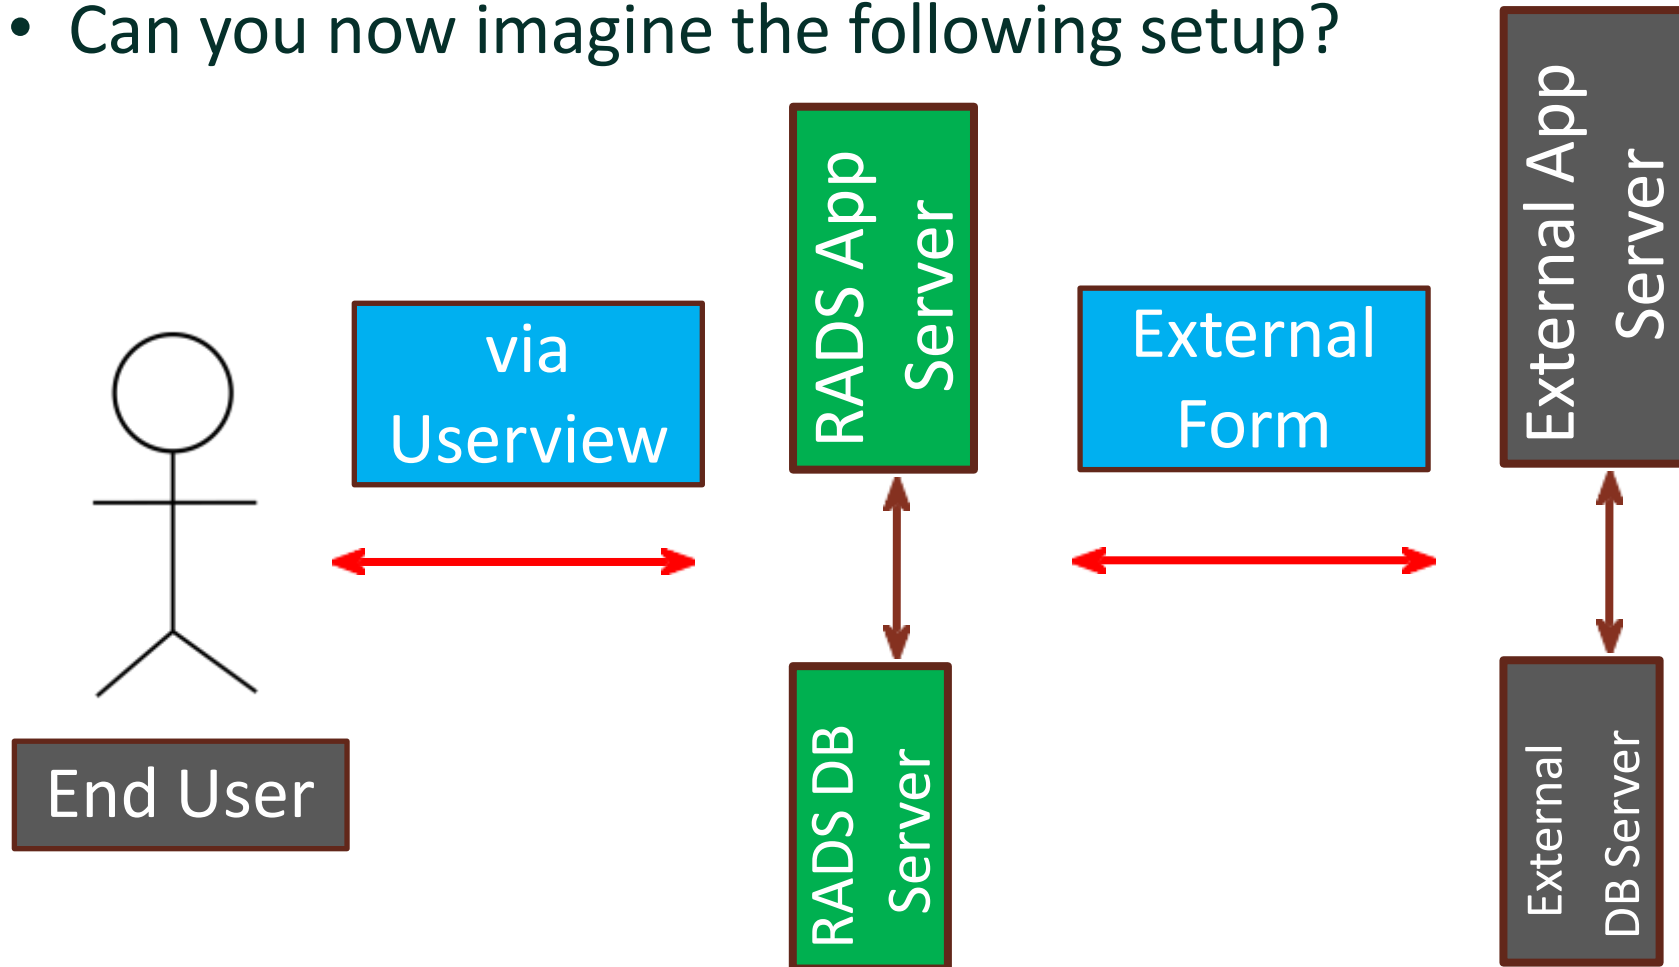 • Can you now imagine the following setup?
via
Userview
RADS App
Server
External
Form
External App
Server
End User
RADS DB
Server
External
DB Server